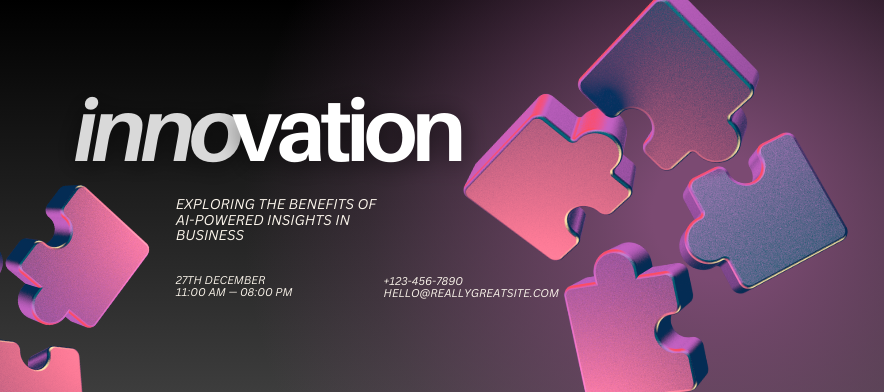 innovation
EXPLORING THE BENEFITS OF
AI-POWERED INSIGHTS IN
BUSINESS
27TH DECEMBER
11:00 AM — 08:00 PM
+123-456-7890
HELLO@REALLYGREATSITE.COM